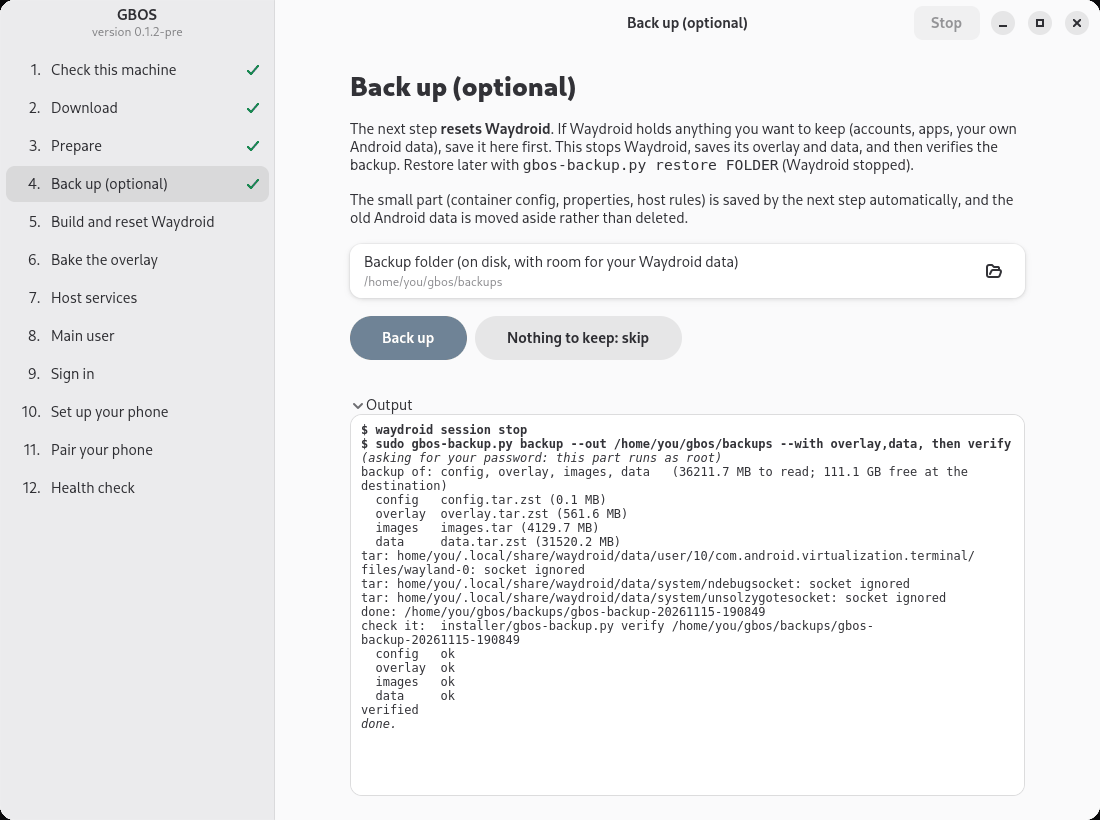 GBOS
version 0.1.2-pre
1. Check this machine
2. Download
3. Prepare
4. Back up (optional)
5. Build and reset Waydroid
6. Bake the overlay
7. Host services
8. Main user
9. Sign in
10. Set up your phone
11. Pair your phone
12. Health check
Back up (optional)
Stop
Back up (optional)
The next step resets Waydroid. If Waydroid holds anything you want to keep (accounts, apps, your own
Android data), save it here first. This stops Waydroid, saves its overlay and data, and then verifies the
backup. Restore later with gbos-backup.py restore FOLDER (Waydroid stopped).
The small part (container config, properties, host rules) is saved by the next step automatically, and the
old Android data is moved aside rather than deleted.
Backup folder (on disk, with room for your Waydroid data)
/home/you/gbos/backups
Back up
Nothing to keep: skip
Output
$ waydroid session stop
$ sudo gbos-backup.py backup --out /home/you/gbos/backups --with overlay,data, then verify
(asking for your password: this part runs as root)
backup of: config, overlay, images, data   (36211.7 MB to read; 111.1 GB free at the
destination)
  config   config.tar.zst (0.1 MB)
  overlay  overlay.tar.zst (561.6 MB)
  images   images.tar (4129.7 MB)
  data     data.tar.zst (31520.2 MB)
tar: home/you/.local/share/waydroid/data/user/10/com.android.virtualization.terminal/
files/wayland-0: socket ignored
tar: home/you/.local/share/waydroid/data/system/ndebugsocket: socket ignored
tar: home/you/.local/share/waydroid/data/system/unsolzygotesocket: socket ignored
done: /home/you/gbos/backups/gbos-backup-20261115-190849
check it:  installer/gbos-backup.py verify /home/you/gbos/backups/gbos-
backup-20261115-190849
  config   ok
  overlay  ok
  images   ok
  data     ok
verified
done.